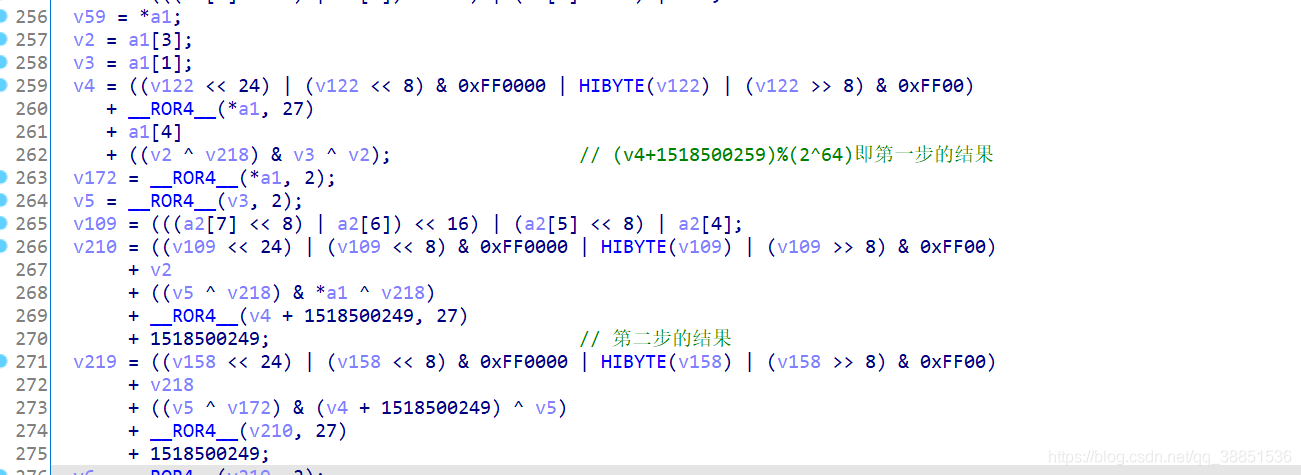 256 v59 = *a1;
257 v2 = a1[3];
258 v3 = a1[1];
259 v4 = ((v122 << 24) | (v122 << 8) & 0xFF0000 | HIBYTE(v122) | (v122 >> 8) & 0xFF00)
260 + __ROR4__(*a1, 27)
261 + a1[4]
262 + ((v2 ^ v218) & v3 ^ v2); // (v4+1518500259)%(2^64)即第一步的结果
263 v172 = __ROR4__(*a1, 2);
264 v5 = __ROR4__(v3, 2);
265 v109 = (((a2[7] << 8) | a2[6]) << 16) | (a2[5] << 8) | a2[4];
266 v210 = ((v109 << 24) | (v109 << 8) & 0xFF0000 | HIBYTE(v109) | (v109 >> 8) & 0xFF00)
267 + v2
268 + ((v5 ^ v218) & *a1 ^ v218)
269 + __ROR4__(v4 + 1518500249, 27)
270 + 1518500249; // 第二步的结果
271 v219 = ((v158 << 24) | (v158 << 8) & 0xFF0000 | HIBYTE(v158) | (v158 >> 8) & 0xFF00)
272 + v218
273 + ((v5 ^ v172) & (v4 + 1518500249) ^ v5)
274 + __ROR4__(v210, 27)
275 + 1518500249;
https://blog.csdn.net/qq_38851536